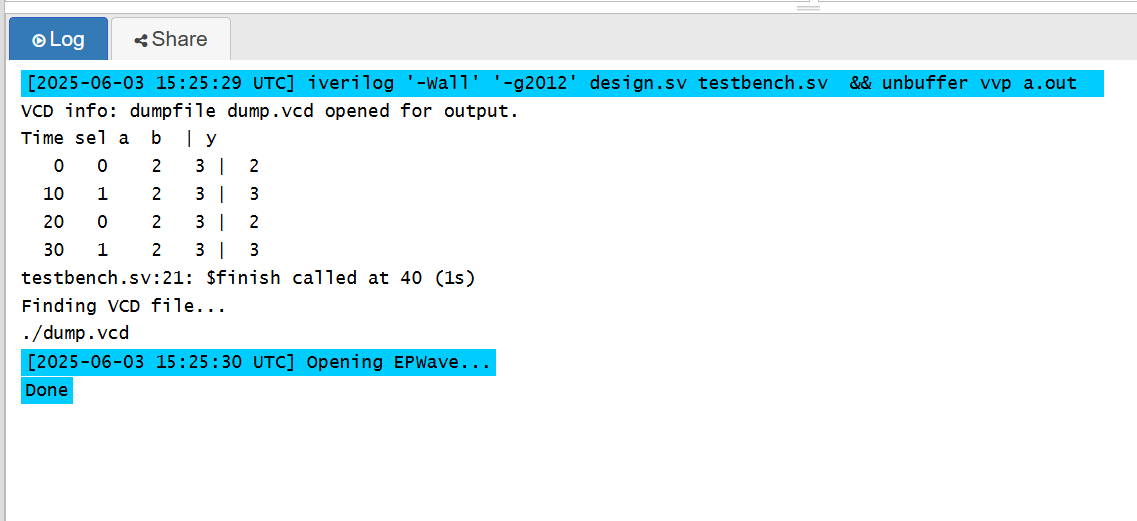 Log Share
[2025-06-03 15:25:29 UTC] iverilog '-Wall' '-g2012' design.sv testbench.sv  && unbuffer vvp a.out
VCD info: dumpfile dump.vcd opened for output.
Time sel a  b  | y
   0   0    2   3 |  2
  10   1    2   3 |  3
  20   0    2   3 |  2
  30   1    2   3 |  3
testbench.sv:21: $finish called at 40 (1s)
Finding VCD file...
./dump.vcd
[2025-06-03 15:25:30 UTC] Opening EPWave...
Done